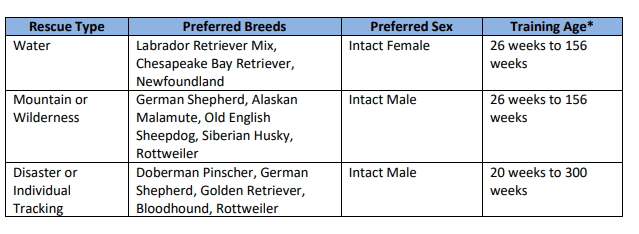 Rescue Type Preferred Breeds Preferred Sex Training Age*
Water Labrador Retriever Mix, Intact Female 26 weeks to 156
Chesapeake Bay Retriever, weeks
Newfoundland
Mountain or German Shepherd, Alaskan Intact Male 26 weeks to 156
Wilderness Malamute, Old English weeks
Sheepdog, Siberian Husky,
Rottweiler
Disaster or Doberman Pinscher, German Intact Male 20 weeks to 300
Individual Shepherd, Golden Retriever, weeks
Tracking Bloodhound, Rottweiler